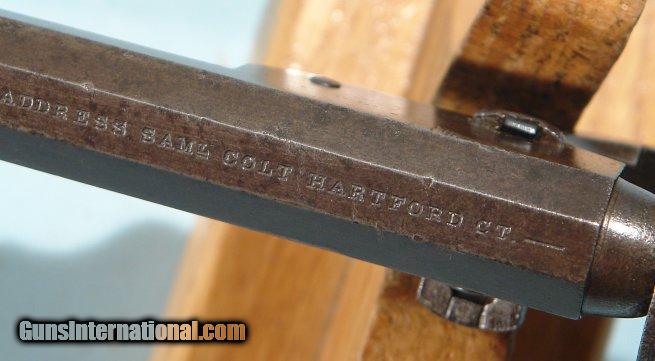 ADDRESS SAML COLT HARTFORD CT. —
GunsInternational.com